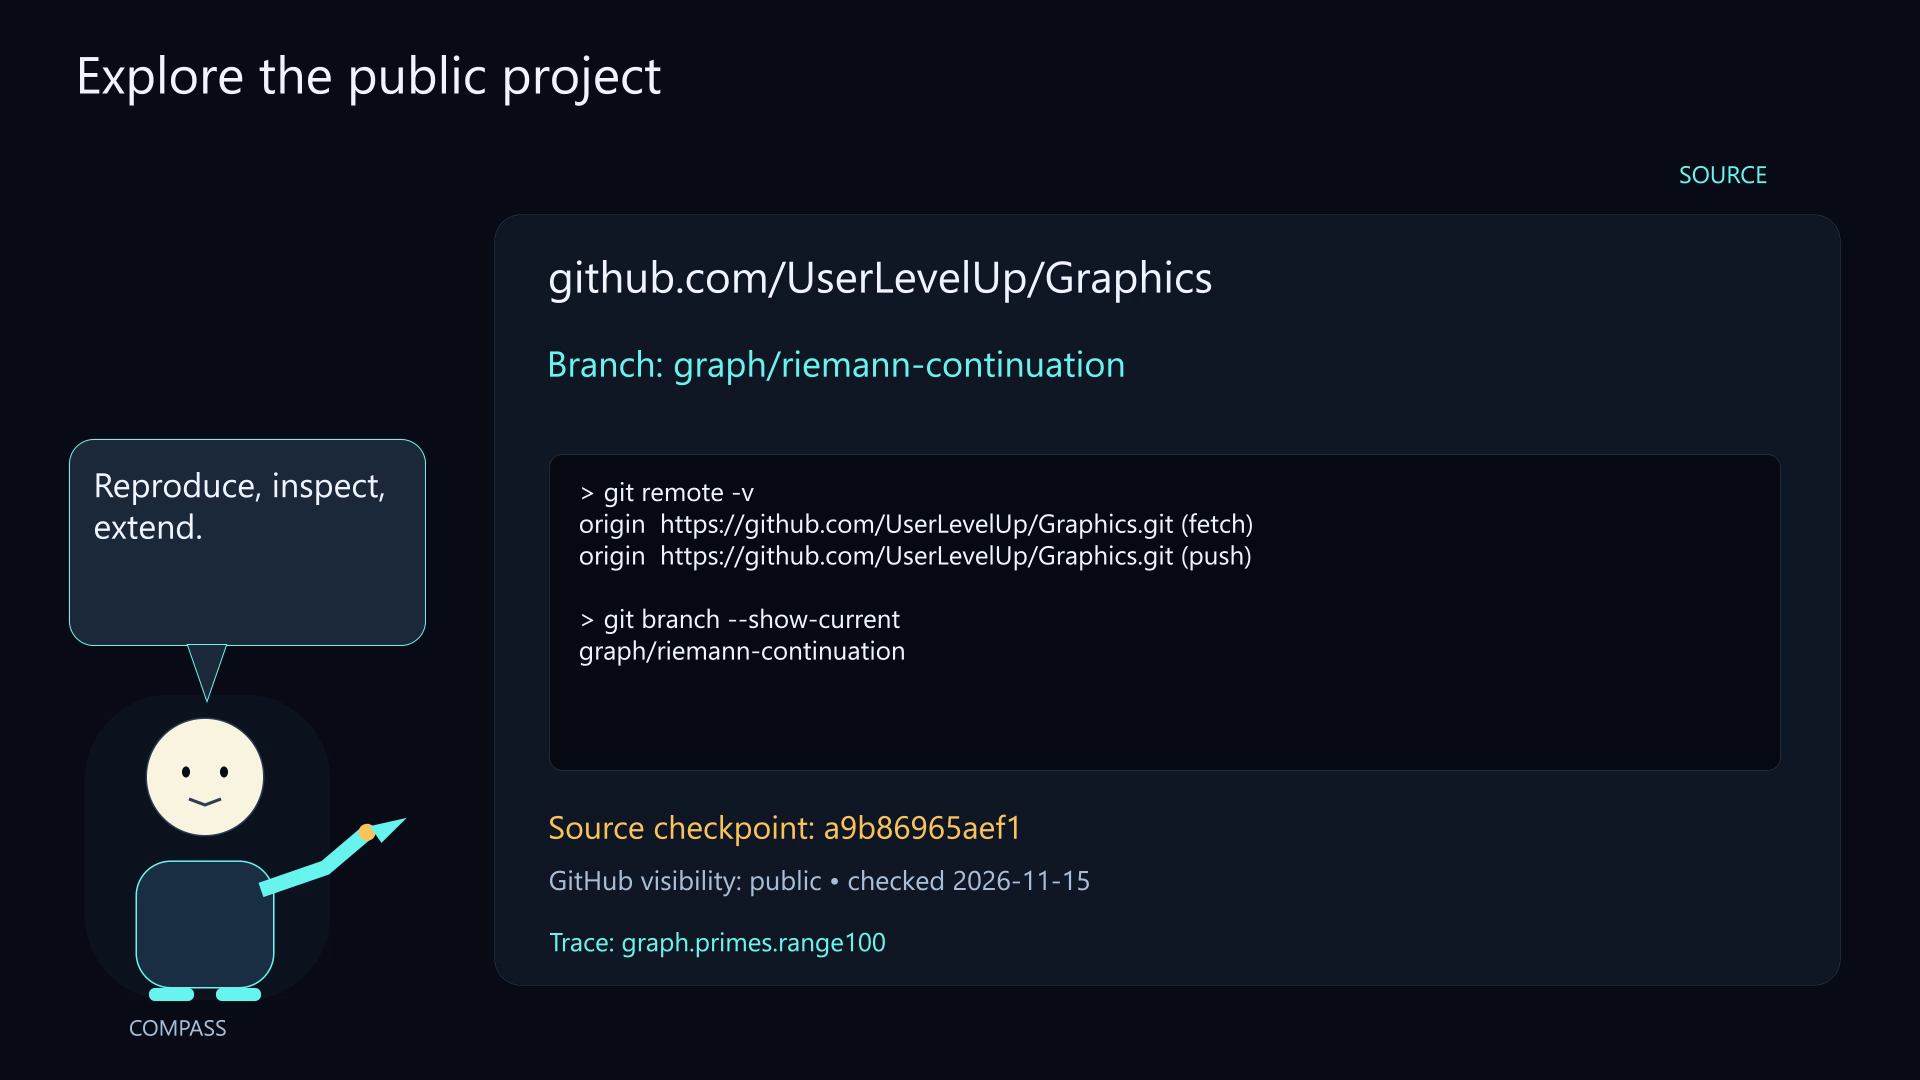 Explore the public project
SOURCE
github.com/UserLevelUp/Graphics
Branch: graph/riemann-continuation
Reproduce, inspect,
extend.
> git remote -v
origin  https://github.com/UserLevelUp/Graphics.git (fetch)
origin  https://github.com/UserLevelUp/Graphics.git (push)
> git branch --show-current
graph/riemann-continuation
Source checkpoint: a9b86965aef1
GitHub visibility: public • checked 2026-11-15
Trace: graph.primes.range100
COMPASS